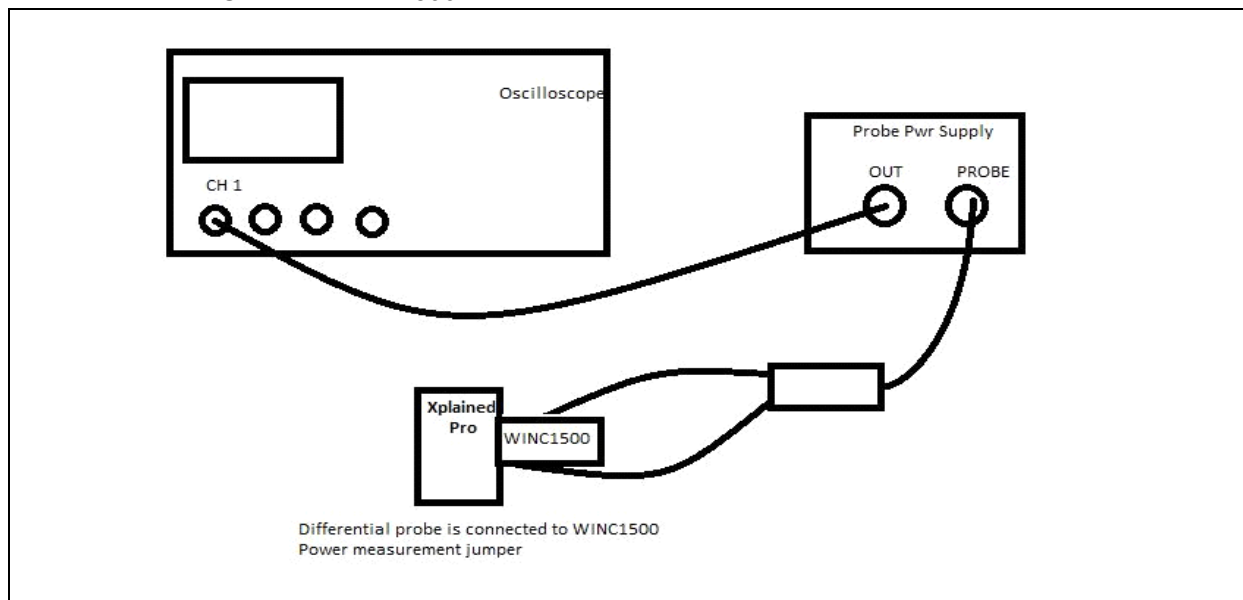 Oscilloscope
Probe Pwr Supply
CH 1
OUT
PROBE
Xplained
Pro
WINC1500
Differential probe is connected to WINC1500
Power measurement jumper